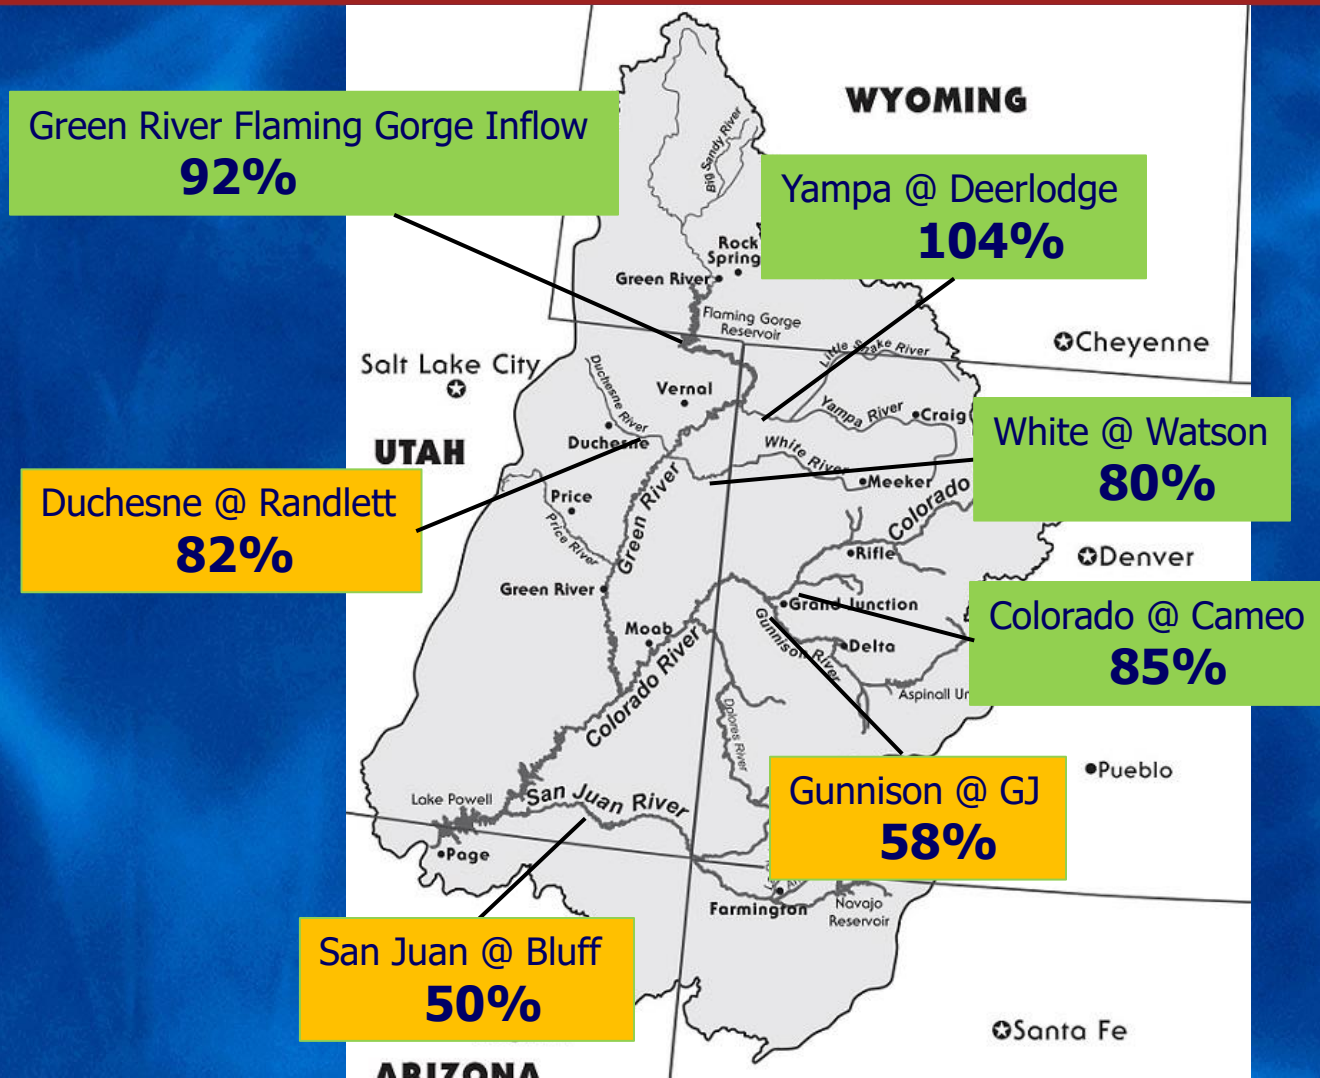 WYOMING
Green River Flaming Gorge Inflow
92%
Big Sandy River
Yampa @ Deerlodge
104%
Rock
Spring
Green River
Flaming Gorge
Reservoir
Cheyenne
Little Snake River
Salt Lake City
Duchesne River
Vernal
Yampa River
Craig
White @ Watson
80%
UTAH
Duchesne
White River
Meeker
Duchesne @ Randlett
82%
Price
Price River
Green River
Colorado
Rifle
Denver
Green River
Grand Junction
Colorado @ Cameo
85%
Moab
Gunnison River
Delta
Colorado River
Aspinall Un
Dolores River
Pueblo
Gunnison @ GJ
58%
Lake Powell
San Juan River
Page
Farmington
Navajo
Reservoir
San Juan @ Bluff
50%
Santa Fe
ARIZONA